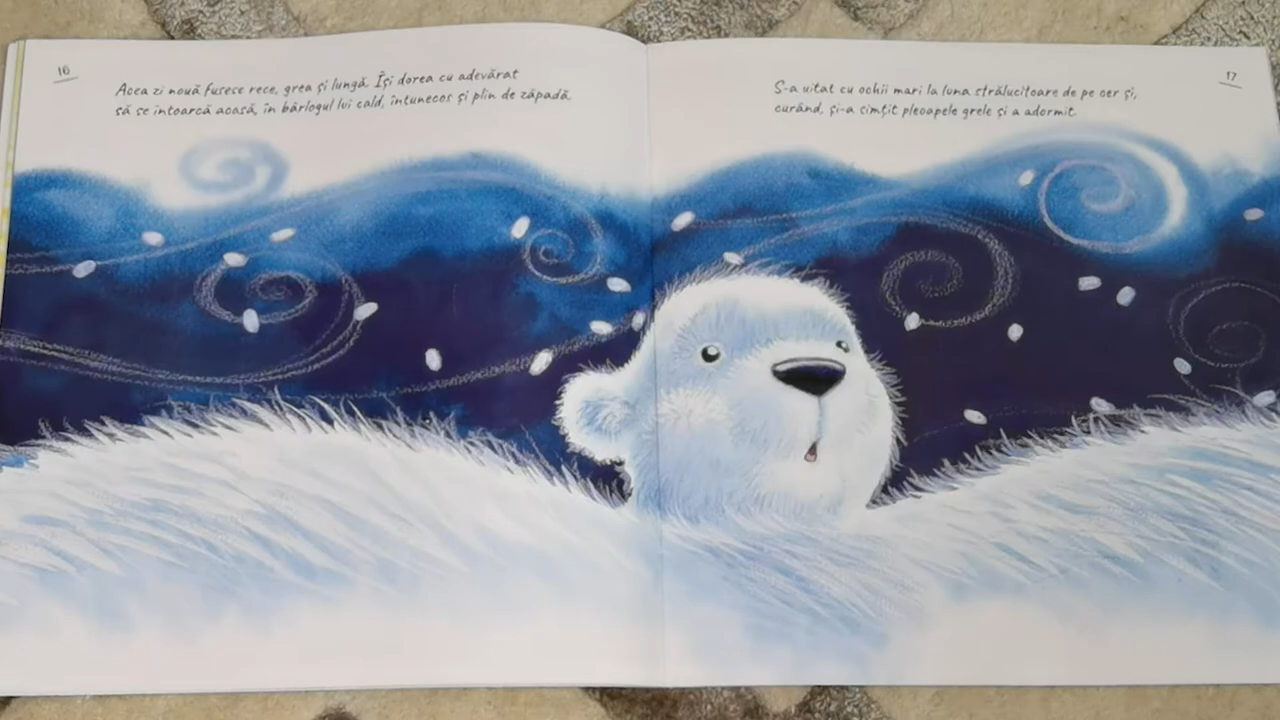 16
Acea zi nouă fusese rece, grea și lungă. Își dorea cu adevărat
să se întoarcă acasă, în bârlogul lui cald, întunecos și plin de zăpadă.
17
S-a uitat cu ochii mari la luna strălucitoare de pe cer și,
curând, și-a simțit pleoapele grele și a adormit.